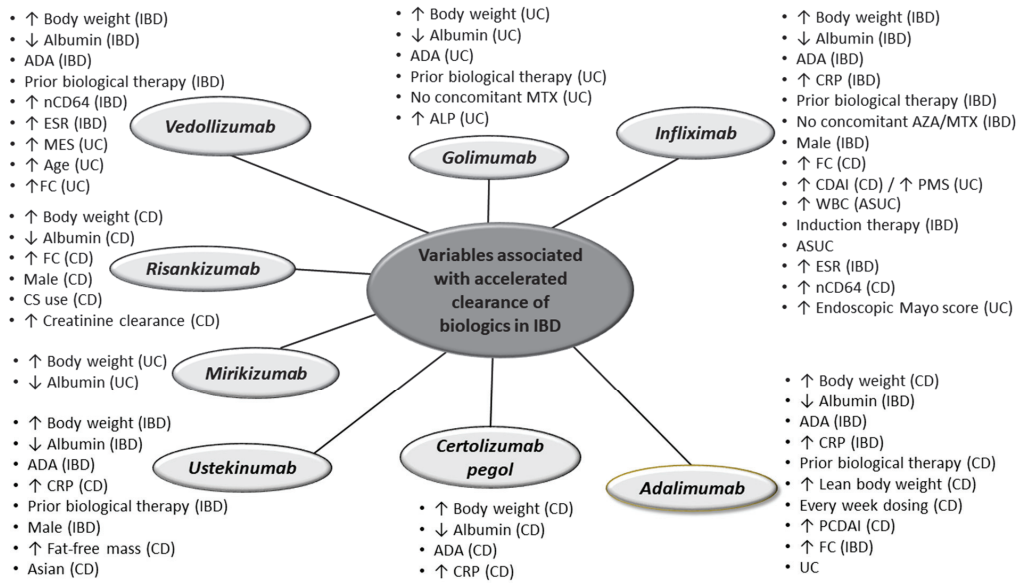 • ↑ Body weight (IBD)
• ↓ Albumin (IBD)
• ADA (IBD)
• Prior biological therapy (IBD)
• ↑ nCD64 (IBD)
• ↑ ESR (IBD)
• ↑ MES (UC)
• ↑ Age (UC)
• ↑FC (UC)
Vedollizumab
• ↑ Body weight (UC)
• ↓ Albumin (UC)
• ADA (UC)
• Prior biological therapy (UC)
• No concomitant MTX (UC)
• ↑ ALP (UC)
Golimumab
Infliximab
• ↑ Body weight (IBD)
• ↓ Albumin (IBD)
• ADA (IBD)
• ↑ CRP (IBD)
• Prior biological therapy (IBD)
• No concomitant AZA/MTX (IBD)
• Male (IBD)
• ↑ FC (CD)
• ↑ CDAI (CD) / ↑ PMS (UC)
• ↑ WBC (ASUC)
• Induction therapy (IBD)
• ASUC
• ↑ ESR (IBD)
• ↑ nCD64 (CD)
• ↑ Endoscopic Mayo score (UC)
• ↑ Body weight (CD)
• ↓ Albumin (CD)
• ↑ FC (CD)
• Male (CD)
• CS use (CD)
• ↑ Creatinine clearance (CD)
Risankizumab
Variables associated
with accelerated
clearance of
biologics in IBD
• ↑ Body weight (UC)
• ↓ Albumin (UC)
Mirikizumab
• ↑ Body weight (IBD)
• ↓ Albumin (IBD)
• ADA (IBD)
• ↑ CRP (CD)
• Prior biological therapy (IBD)
• Male (IBD)
• ↑ Fat-free mass (CD)
• Asian (CD)
Ustekinumab
Certolizumab
pegol
• ↑ Body weight (CD)
• ↓ Albumin (CD)
• ADA (CD)
• ↑ CRP (CD)
Adalimumab
• ↑ Body weight (CD)
• ↓ Albumin (IBD)
• ADA (IBD)
• ↑ CRP (IBD)
• Prior biological therapy (CD)
• ↑ Lean body weight (CD)
• Every week dosing (CD)
• ↑ PCDAI (CD)
• ↑ FC (IBD)
• UC